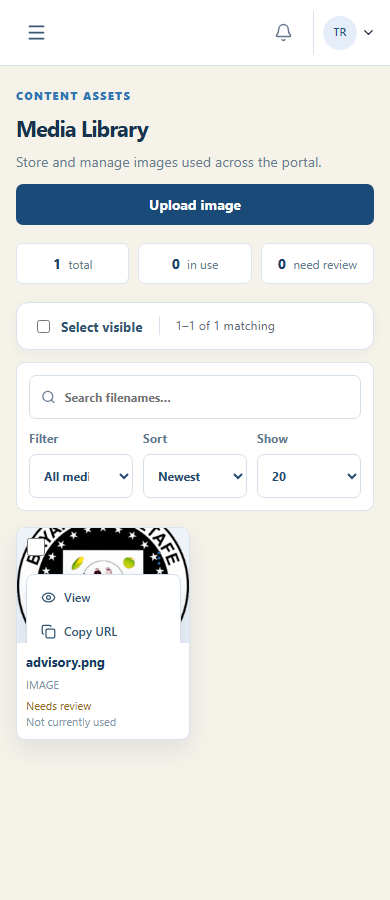 TR
CONTENT ASSETS
Media Library
Store and manage images used across the portal.
Upload image
1 total
0 in use
0 need review
Select visible
1–1 of 1 matching
Search filenames...
Filter
Sort
Show
All medi
Newest
20
View
Copy URL
advisory.png
IMAGE
Needs review
Not currently used